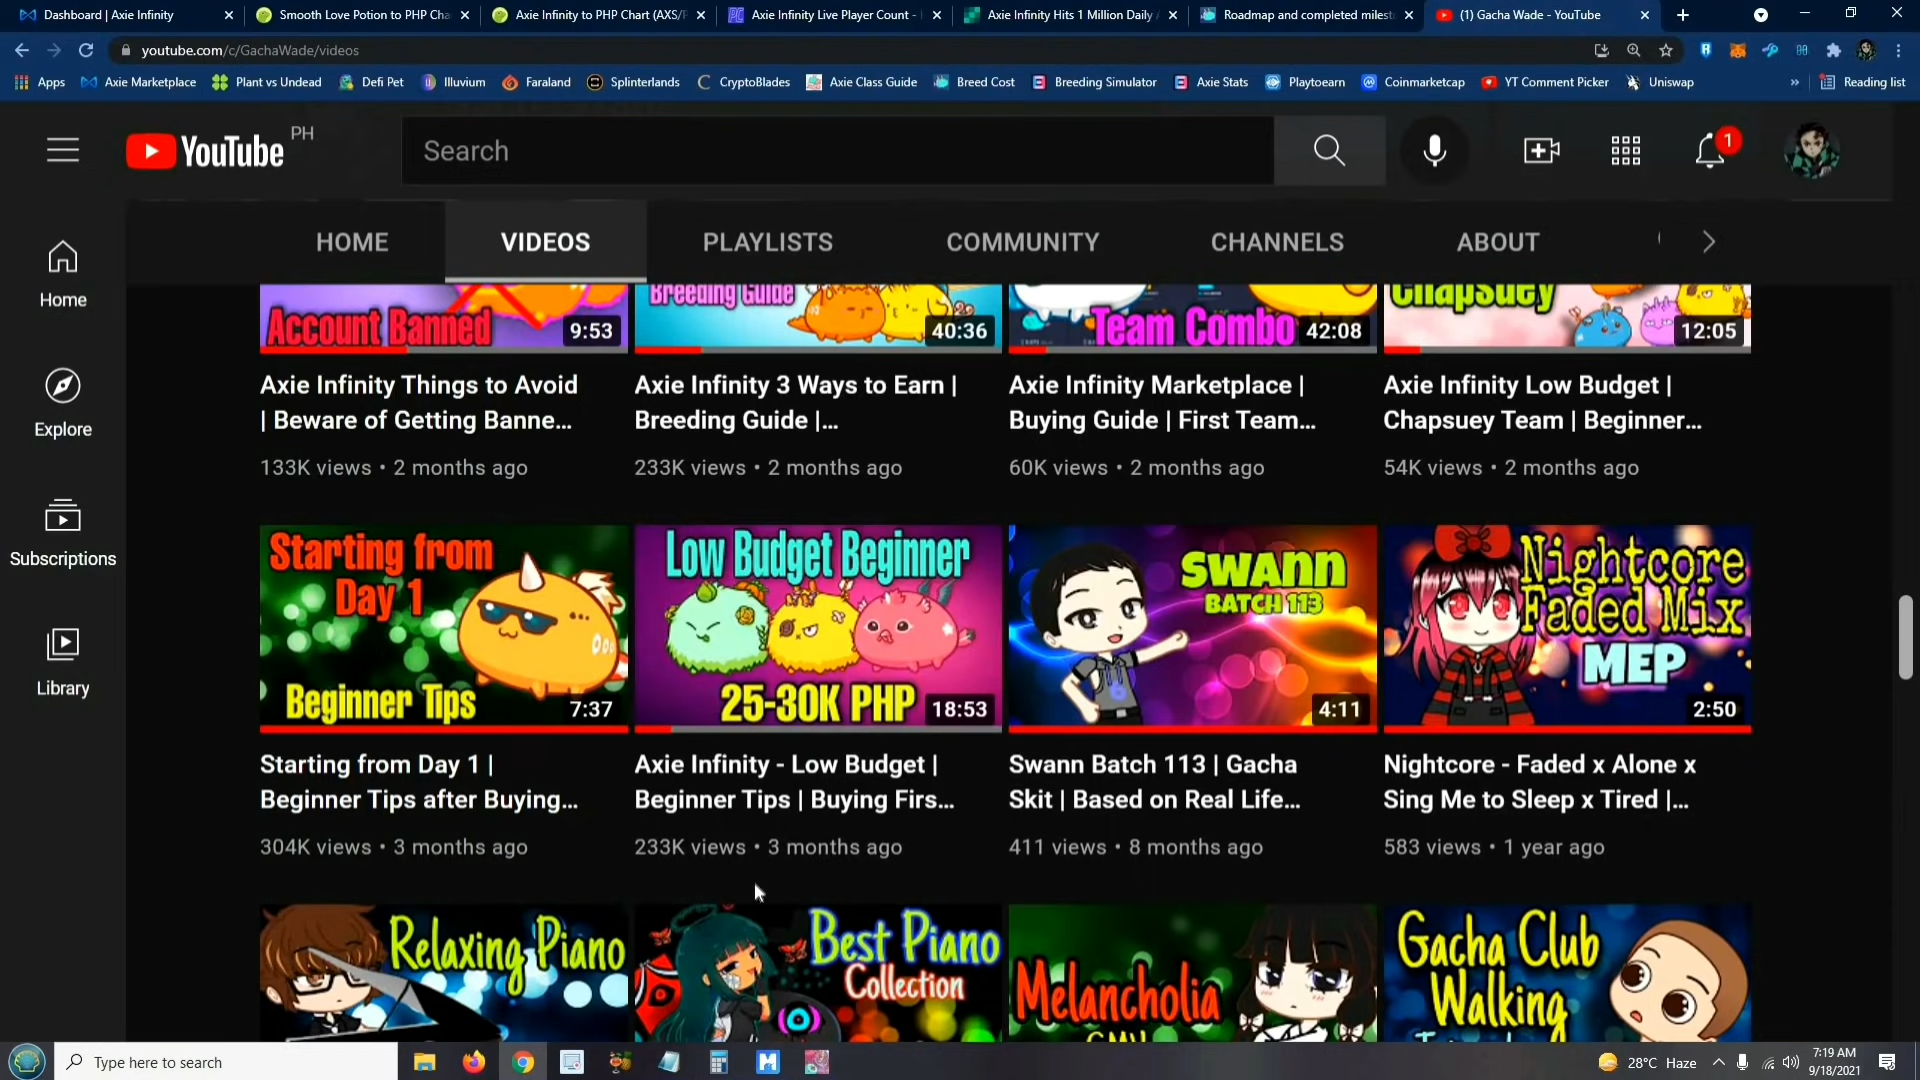 Dashboard | Axie Infinity
Smooth Love Potion to PHP Cha
Axie Infinity to PHP Chart (AXS/P
Axie Infinity Live Player Count -
Axie Infinity Hits 1 Million Daily
Roadmap and completed milest
(1) Gacha Wade - YouTube
youtube.com/c/GachaWade/videos
Apps
Axie Marketplace
Plant vs Undead
Defi Pet
Illuvium
Faraland
Splinterlands
CryptoBlades
Axie Class Guide
Breed Cost
Breeding Simulator
Axie Stats
Playtoearn
Coinmarketcap
YT Comment Picker
Uniswap
»
Reading list
YouTube PH
Search
1
HOME
VIDEOS
PLAYLISTS
COMMUNITY
CHANNELS
ABOUT
Home
Explore
Subscriptions
Library
Account Banned
9:53
Breeding Guide
40:36
Team Combo
42:08
Chapsuey
12:05
Axie Infinity Things to Avoid
| Beware of Getting Banne...
133K views • 2 months ago
Axie Infinity 3 Ways to Earn |
Breeding Guide |...
233K views • 2 months ago
Axie Infinity Marketplace |
Buying Guide | First Team...
60K views • 2 months ago
Axie Infinity Low Budget |
Chapsuey Team | Beginner...
54K views • 2 months ago
Starting from
Day 1
Beginner Tips
7:37
Low Budget Beginner
25-30K PHP
18:53
SWANN
BATCH 113
4:11
Nightcore
Faded Mix
MEP
2:50
Starting from Day 1 |
Beginner Tips after Buying...
304K views • 3 months ago
Axie Infinity - Low Budget |
Beginner Tips | Buying Firs...
233K views • 3 months ago
Swann Batch 113 | Gacha
Skit | Based on Real Life...
411 views • 8 months ago
Nightcore - Faded x Alone x
Sing Me to Sleep x Tired |...
583 views • 1 year ago
Relaxing Piano
Best Piano
Collection
Melancholia
GMV
Gacha Club
Walking
Type here to search
28°C Haze
7:19 AM
9/18/2021